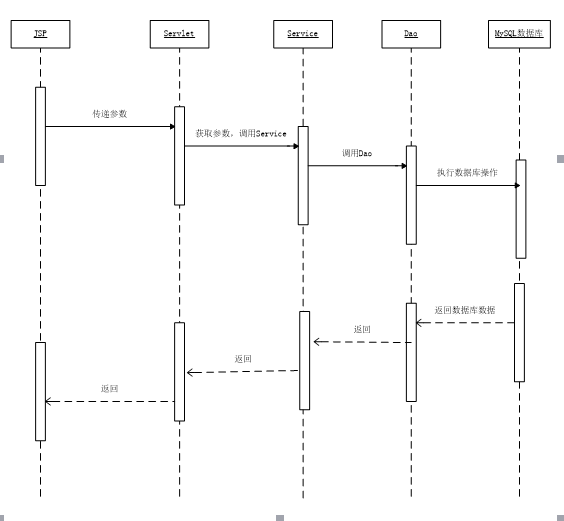 JSP
Servlet
Service
Dao
MySQL数据库
传递参数
获取参数，调用Service
调用Dao
执行数据库操作
返回数据库数据
返回
返回
返回